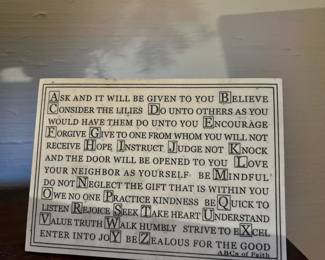 ASK AND IT WILL BE GIVEN TO YOU BELIEVE
CONSIDER THE LILIES DO UNTO OTHERS AS YOU
WOULD HAVE THEM DO UNTO YOU ENCOURAGE
FORGIVE GIVE TO ONE FROM WHOM YOU WILL NOT
RECEIVE HOPE INSTRUCT JUDGE NOT KNOCK
AND THE DOOR WILL BE OPENED TO YOU LOVE
YOUR NEIGHBOR AS YOURSELF BE MINDFUL
DO NOT NEGLECT THE GIFT THAT IS WITHIN YOU
OWE NO ONE PRACTICE KINDNESS BE QUICK TO
LISTEN REJOICE SEEK TAKE HEART UNDERSTAND
VALUE TRUTH WALK HUMBLY STRIVE TO EXCEL
ENTER INTO JOY BE ZEALOUS FOR THE GOOD
ABCs of Faith